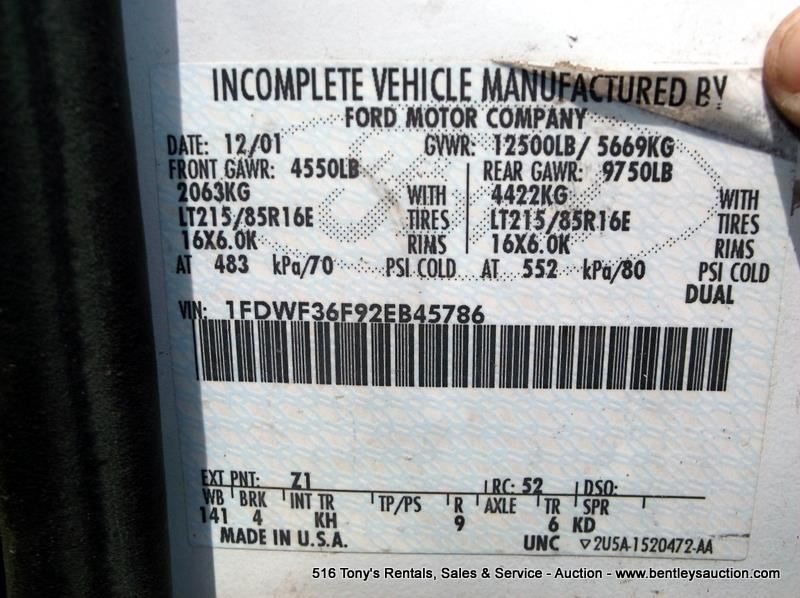 INCOMPLETE VEHICLE MANUFACTURED BY
FORD MOTOR COMPANY
DATE: 12/01 GVWR: 12500LB/ 5669KG
FRONT GAWR: 4550LB REAR GAWR: 9750LB
2063KG WITH 4422KG WITH
LT215/85R16E TIRES LT215/85R16E TIRES
16X6.0K RIMS 16X6.0K RIMS
AT 483 kPa/70 PSI COLD AT 552 kPa/80 PSI COLD
DUAL
VIN: 1FDWF36F92EB45786
EXT PNT: Z1 RC: 52 DSO:
WB BRK INT TR TP/PS R AXLE TR SPR
141 4 KH 9 6 KD
MADE IN U.S.A. UNC ▽2U5A-1520472-AA
516 Tony's Rentals, Sales & Service - Auction - www.bentleysauction.com